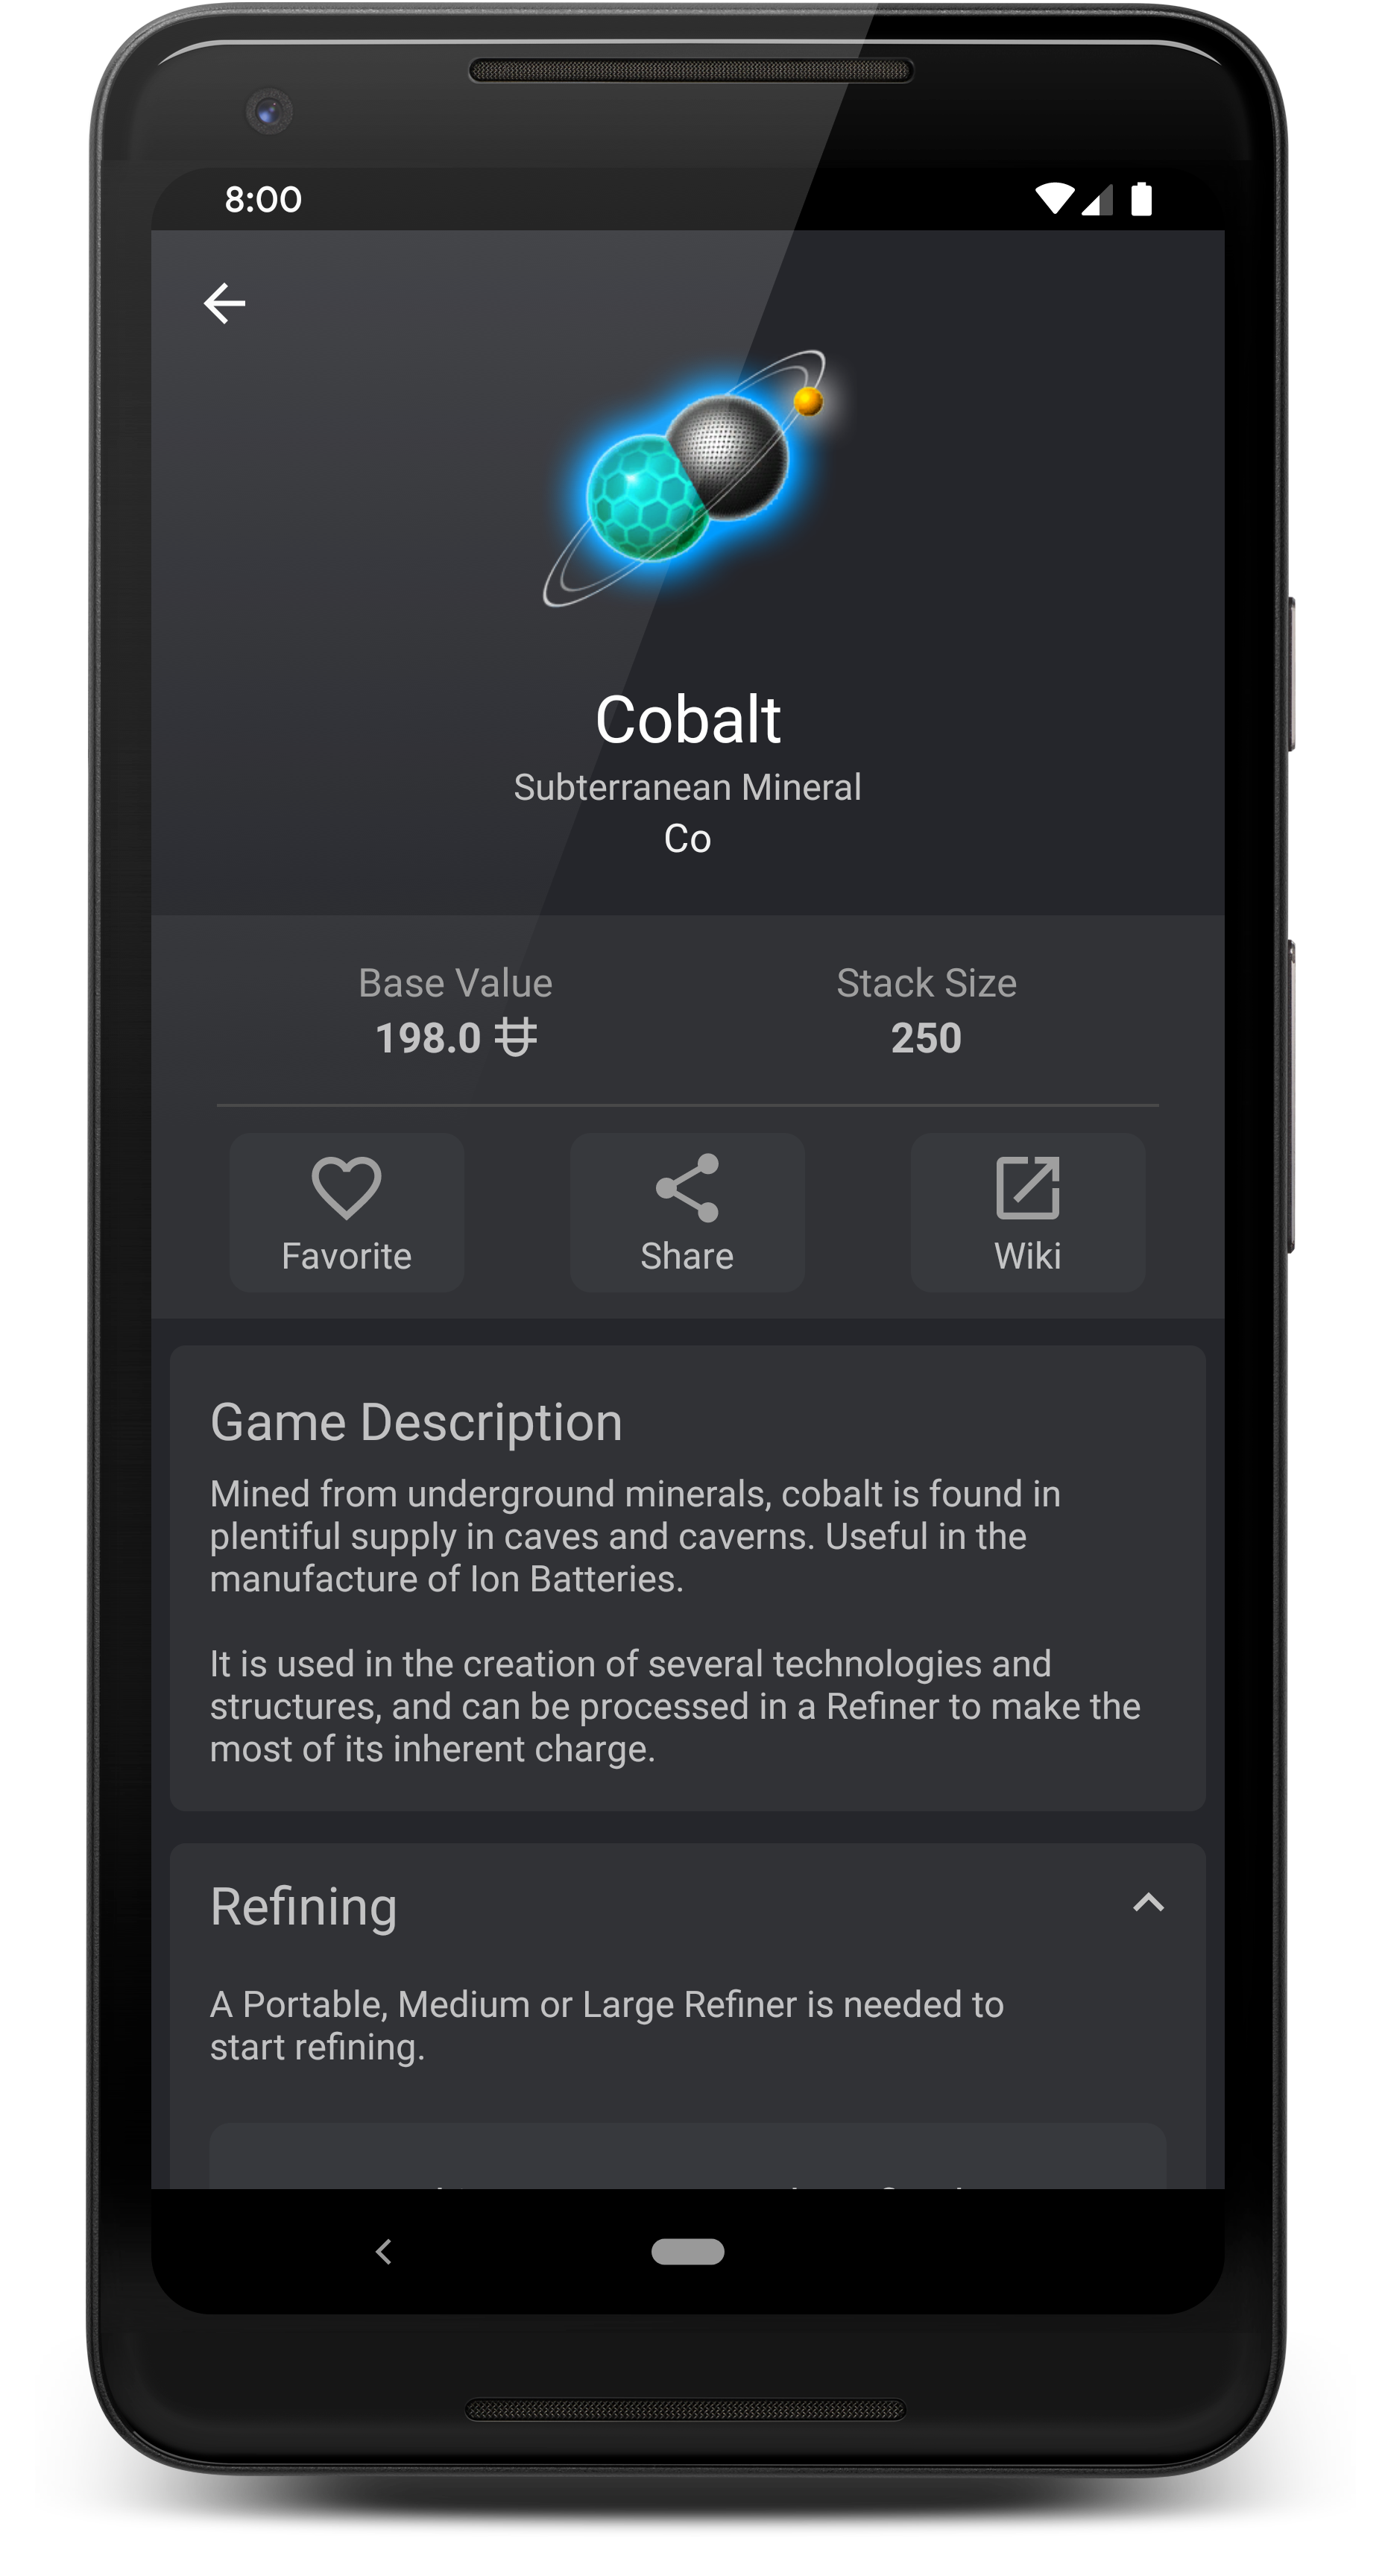 8:00
Cobalt
Subterranean Mineral
Co
Base Value
Stack Size
198.0
250
Favorite
Share
Wiki
Game Description
Mined from underground minerals, cobalt is found in
plentiful supply in caves and caverns. Useful in the
manufacture of Ion Batteries.
It is used in the creation of several technologies and
structures, and can be processed in a Refiner to make the
most of its inherent charge.
Refining
A Portable, Medium or Large Refiner is needed to
start refining.